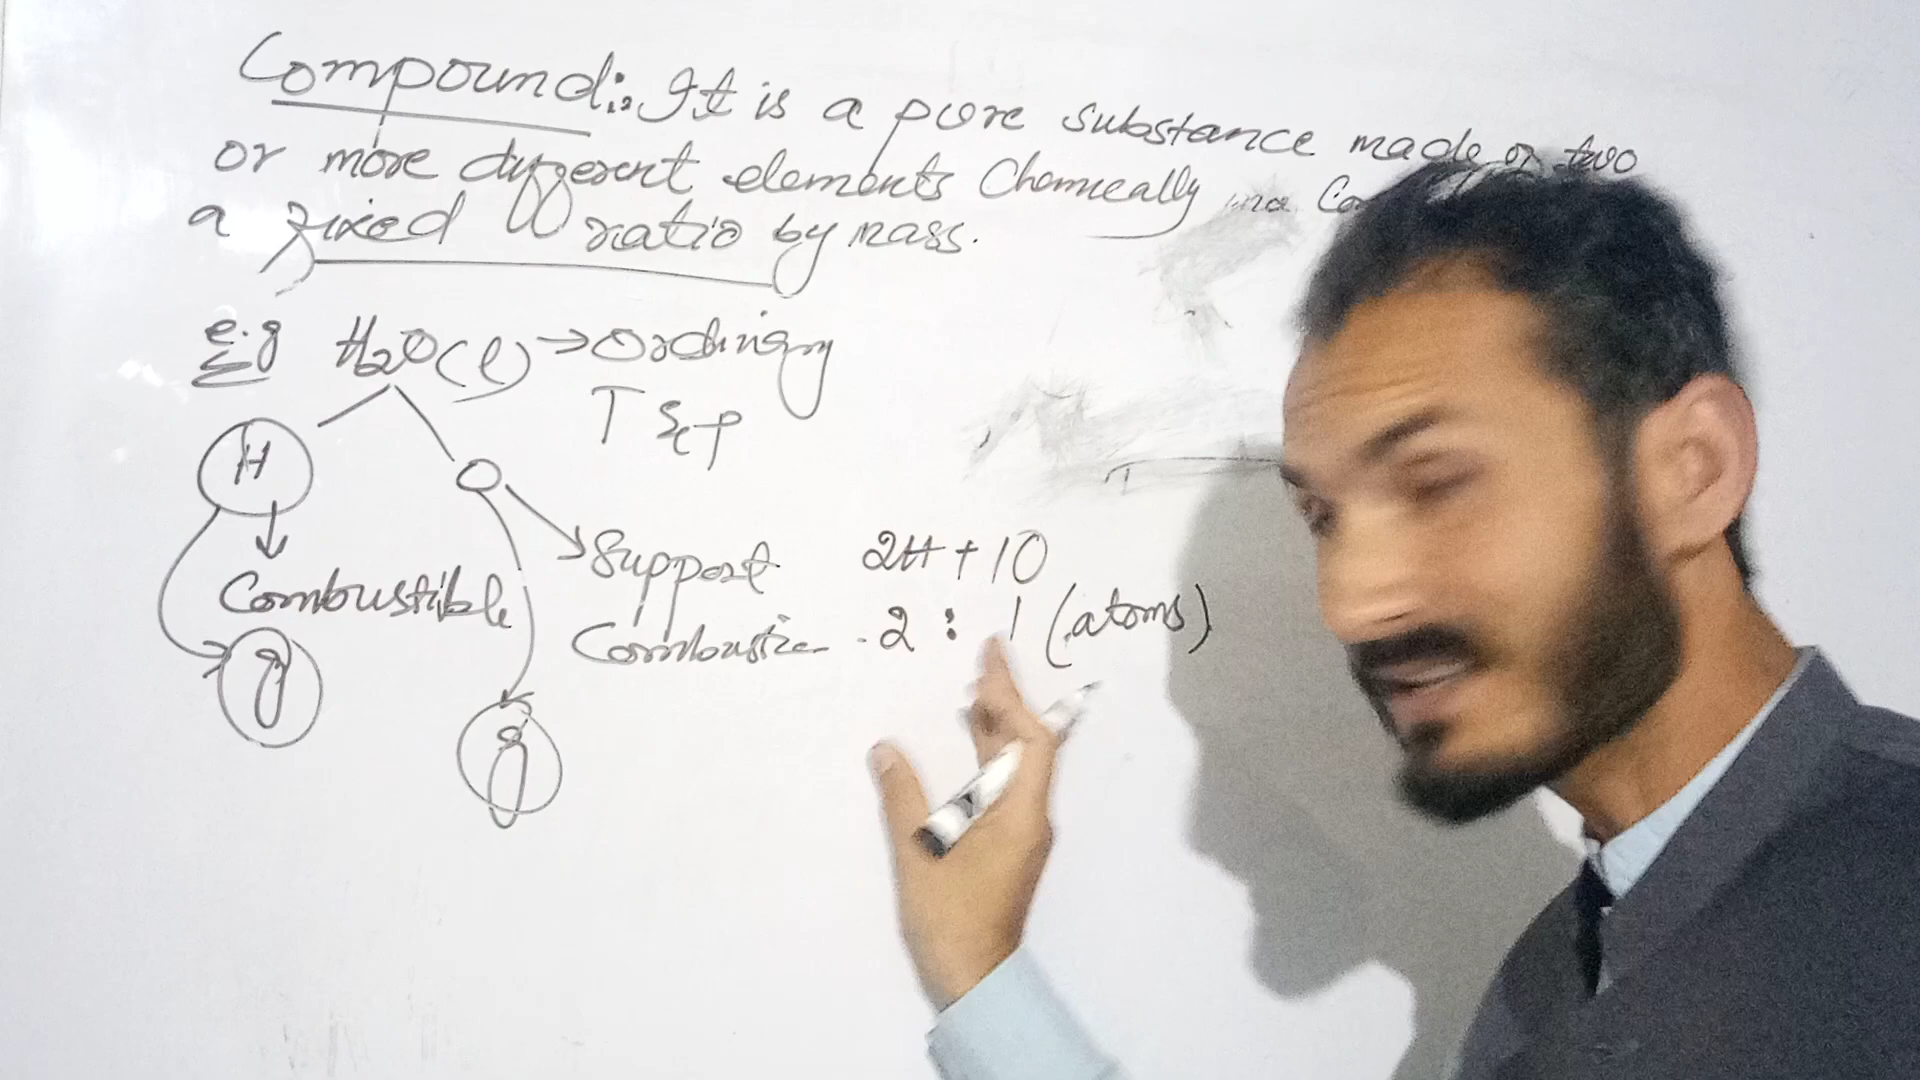 Compound:. It is a pure substance made of two
or more different elements Chemically
a fixed ratio by mass.
e.g H₂O(l) → Ordinary
T & P
H
O
Combustible
Support
Combustion
2H + 1O
2 : 1 (atoms)
g
g